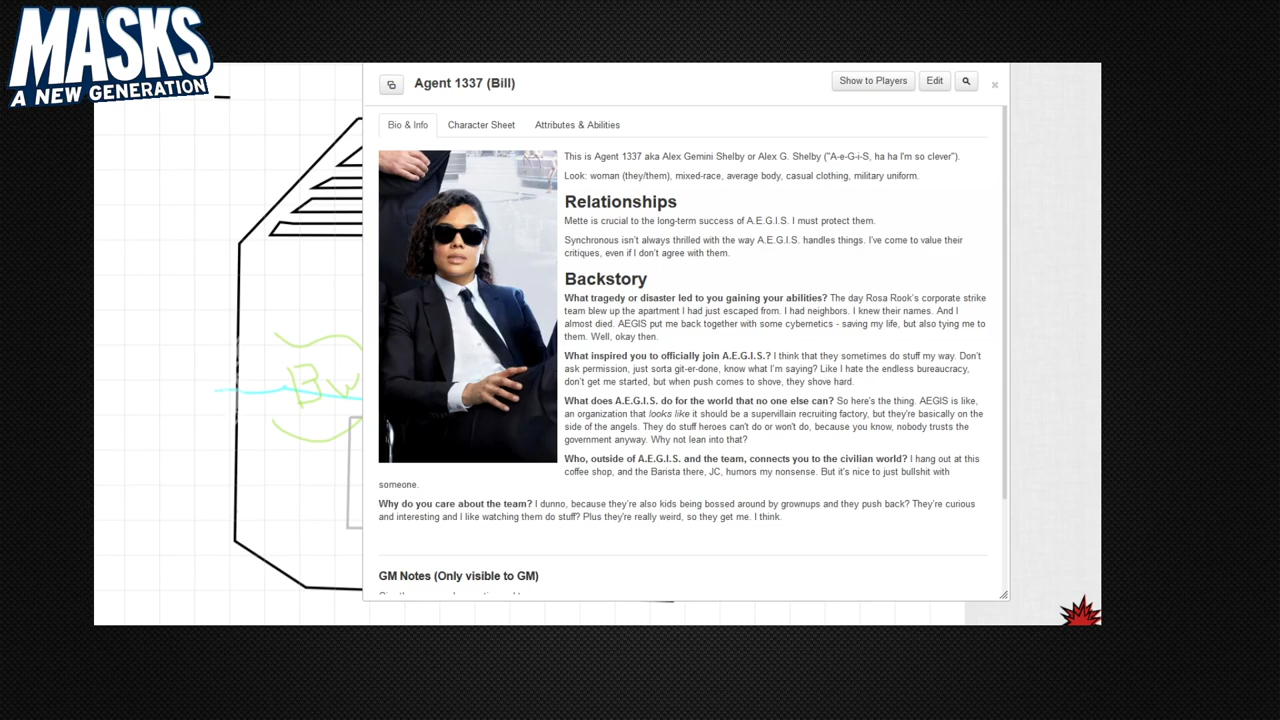 MASKS
A NEW GENERATION
Agent 1337 (Bill)
Show to Players
Edit
Bio & Info
Character Sheet
Attributes & Abilities
This is Agent 1337 aka Alex Gemini Shelby or Alex G. Shelby ("A-e-G-i-S, ha ha I'm so clever").
Look: woman (they/them), mixed-race, average body, casual clothing, military uniform.
Relationships
Mette is crucial to the long-term success of A.E.G.I.S. I must protect them.
Synchronous isn't always thrilled with the way A.E.G.I.S. handles things. I've come to value their
critiques, even if I don't agree with them.
Backstory
What tragedy or disaster led to you gaining your abilities? The day Rosa Rook's corporate strike
team blew up the apartment I had just escaped from. I had neighbors. I knew their names. And I
almost died. AEGIS put me back together with some cybernetics - saving my life, but also tying me to
them. Well, okay then.
What inspired you to officially join A.E.G.I.S.? I think that they sometimes do stuff my way. Don't
ask permission, just sorta git-er-done, know what I'm saying? Like I hate the endless bureaucracy,
don't get me started, but when push comes to shove, they shove hard.
What does A.E.G.I.S. do for the world that no one else can? So here's the thing. AEGIS is like,
an organization that looks like it should be a supervillain recruiting factory, but they're basically on the
side of the angels. They do stuff heroes can't do or won't do, because you know, nobody trusts the
government anyway. Why not lean into that?
Who, outside of A.E.G.I.S. and the team, connects you to the civilian world? I hang out at this
coffee shop, and the Barista there, JC, humors my nonsense. But it's nice to just bullshit with
someone.
Why do you care about the team? I dunno, because they're also kids being bossed around by grownups and they push back? They're curious
and interesting and I like watching them do stuff? Plus they're really weird, so they get me. I think.
GM Notes (Only visible to GM)